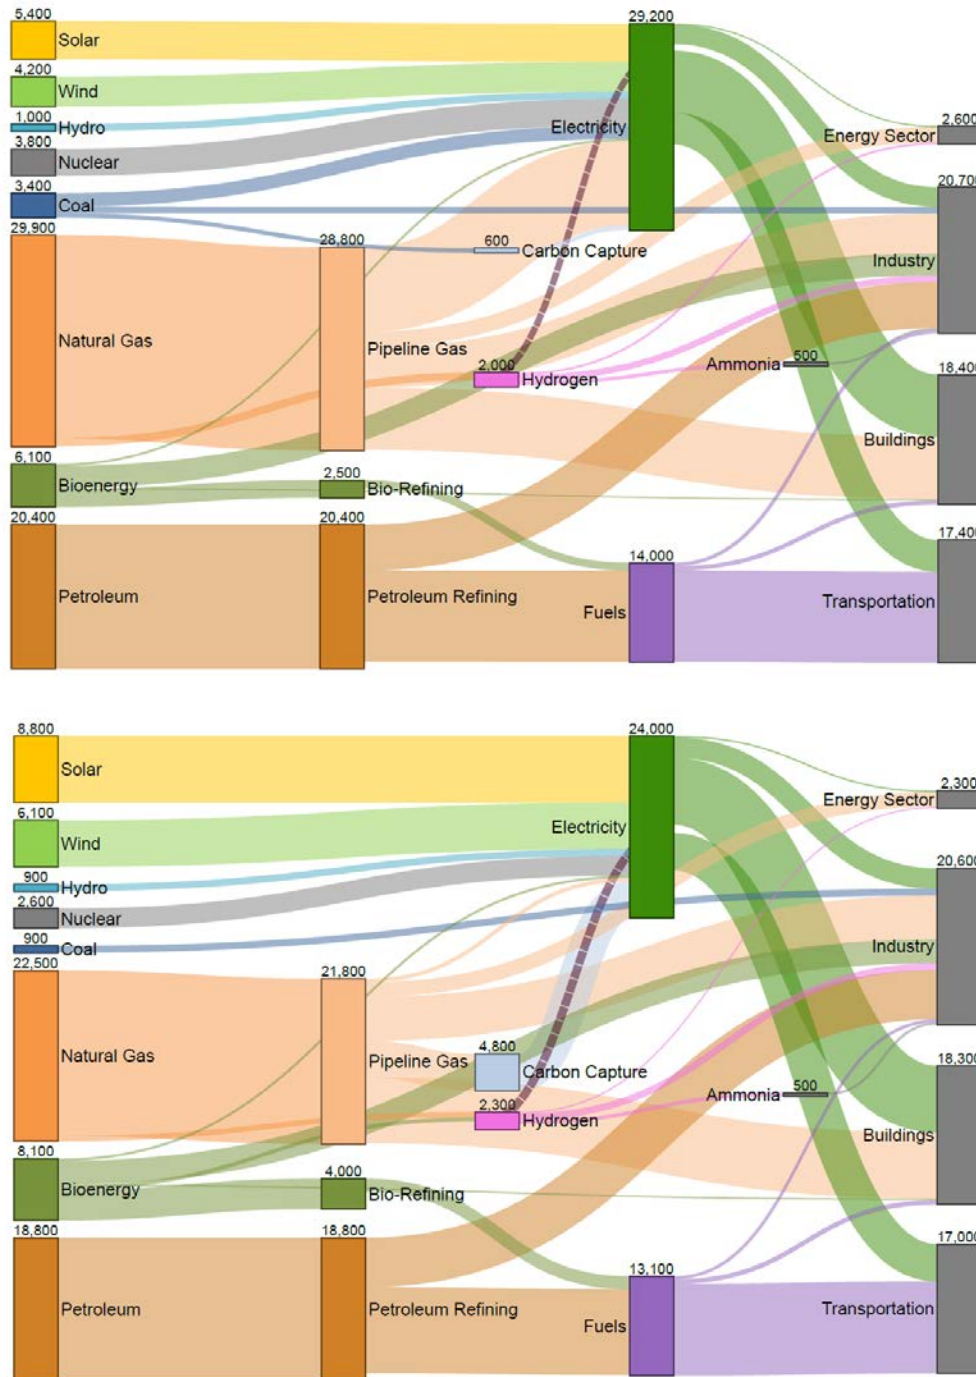 5,400
Solar
4,200
Wind
1,000
Hydro
3,800
Nuclear
3,400
Coal
29,900
Natural Gas
6,100
Bioenergy
20,400
Petroleum
28,800
Pipeline Gas
2,500
Bio-Refining
20,400
Petroleum Refining
600
Carbon Capture
2,000
Hydrogen
29,200
Electricity
Ammonia
500
14,000
Fuels
2,600
Energy Sector
20,700
Industry
18,400
Buildings
17,400
Transportation
8,800
Solar
6,100
Wind
900
Hydro
2,600
Nuclear
900
Coal
22,500
Natural Gas
8,100
Bioenergy
18,800
Petroleum
21,800
Pipeline Gas
4,000
Bio-Refining
18,800
Petroleum Refining
4,800
Carbon Capture
2,300
Hydrogen
24,000
Electricity
Ammonia
500
13,100
Fuels
2,300
Energy Sector
20,600
Industry
18,300
Buildings
17,000
Transportation